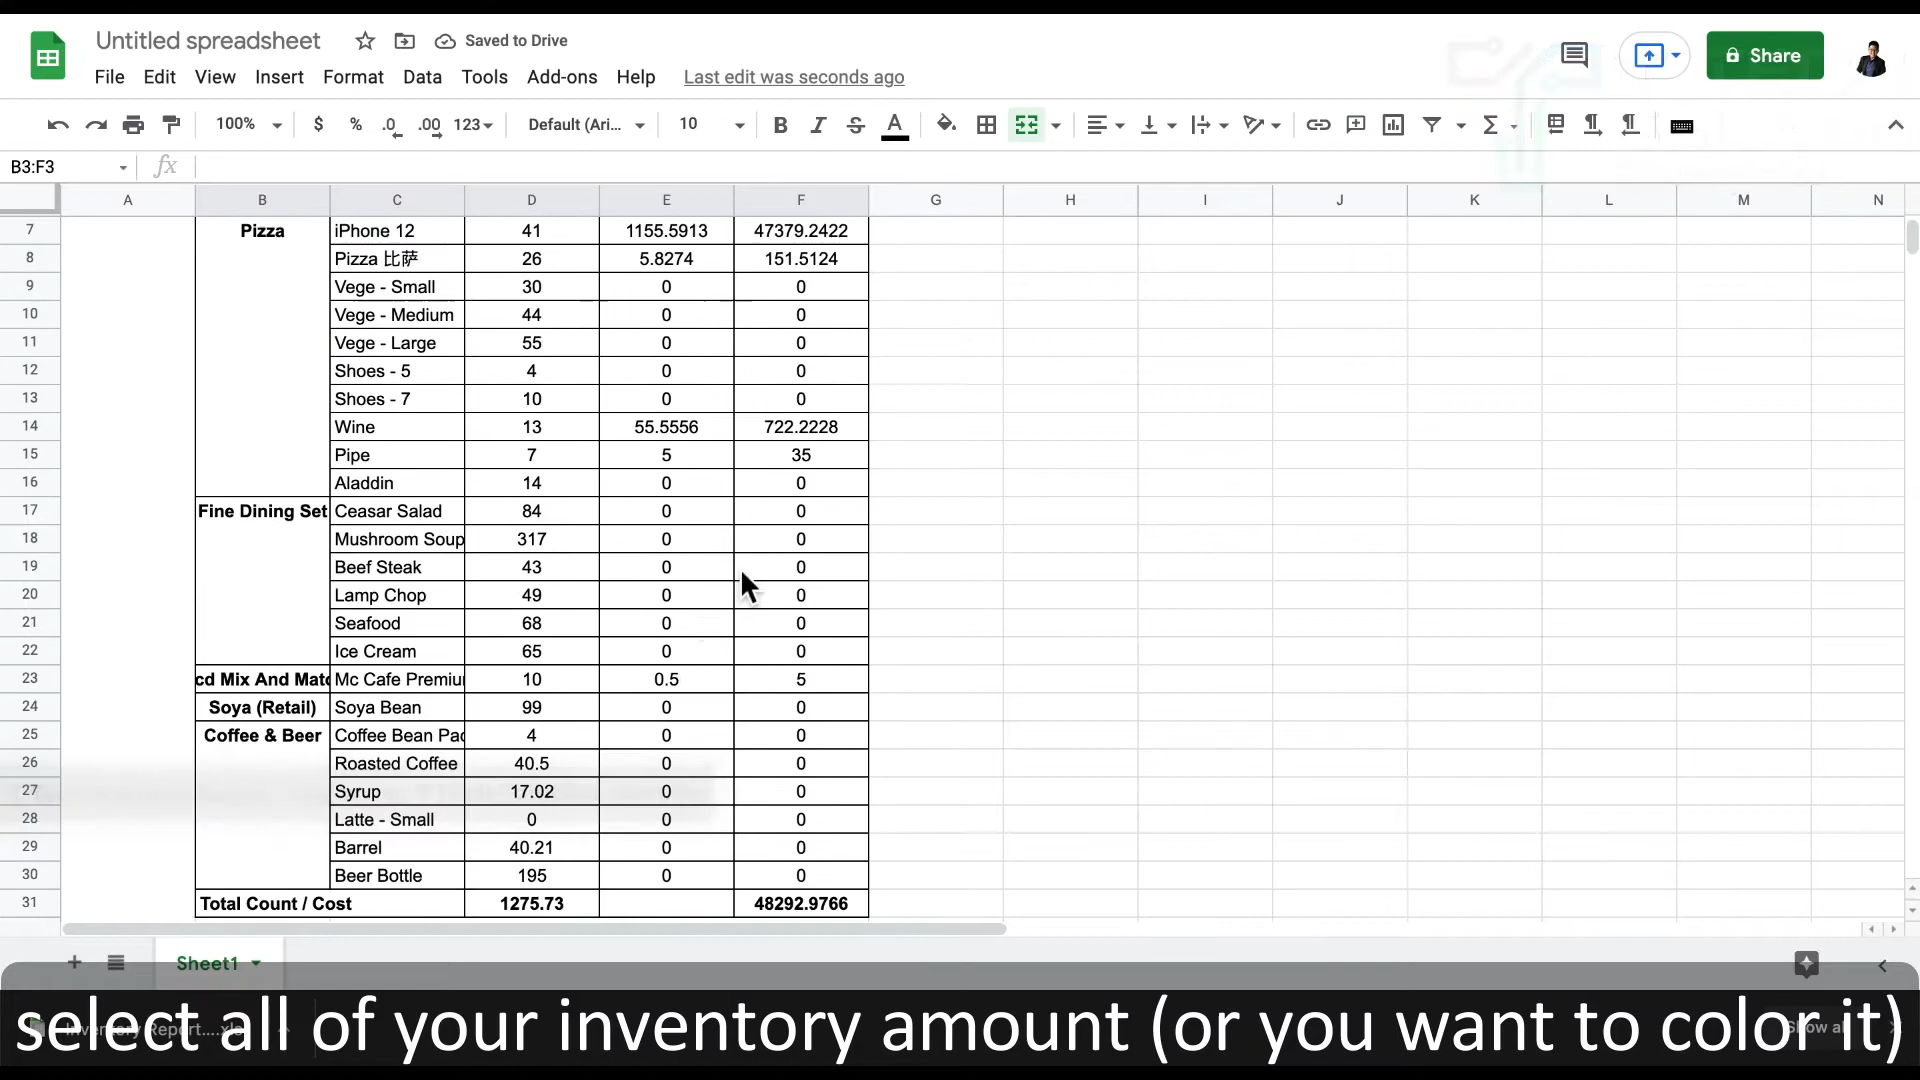 Untitled spreadsheet Saved to Drive
File Edit View Insert Format Data Tools Add-ons Help Last edit was seconds ago
Share
100% $ % .0 .00 123 Default (Ari... 10 B I S A
B3:F3 fx
A B C D E F G H I J K L M N
7 Pizza iPhone 12 41 1155.5913 47379.2422
8 Pizza 比萨 26 5.8274 151.5124
9 Vege - Small 30 0 0
10 Vege - Medium 44 0 0
11 Vege - Large 55 0 0
12 Shoes - 5 4 0 0
13 Shoes - 7 10 0 0
14 Wine 13 55.5556 722.2228
15 Pipe 7 5 35
16 Aladdin 14 0 0
17 Fine Dining Set Ceasar Salad 84 0 0
18 Mushroom Soup 317 0 0
19 Beef Steak 43 0 0
20 Lamp Chop 49 0 0
21 Seafood 68 0 0
22 Ice Cream 65 0 0
23 cd Mix And Matc Mc Cafe Premiu 10 0.5 5
24 Soya (Retail) Soya Bean 99 0 0
25 Coffee & Beer Coffee Bean Pac 4 0 0
26 Roasted Coffee 40.5 0 0
27 Syrup 17.02 0 0
28 Latte - Small 0 0 0
29 Barrel 40.21 0 0
30 Beer Bottle 195 0 0
31 Total Count / Cost 1275.73 48292.9766
Sheet1
Inventory Report....xls Show all
select all of your inventory amount (or you want to color it)